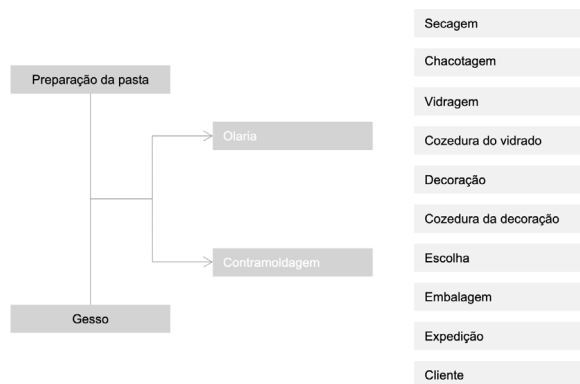 Preparação da pasta
Gesso
Olaria
Contramoldagem
Secagem
Chacotagem
Vidragem
Cozedura do vidrado
Decoração
Cozedura da decoração
Escolha
Embalagem
Expedição
Cliente